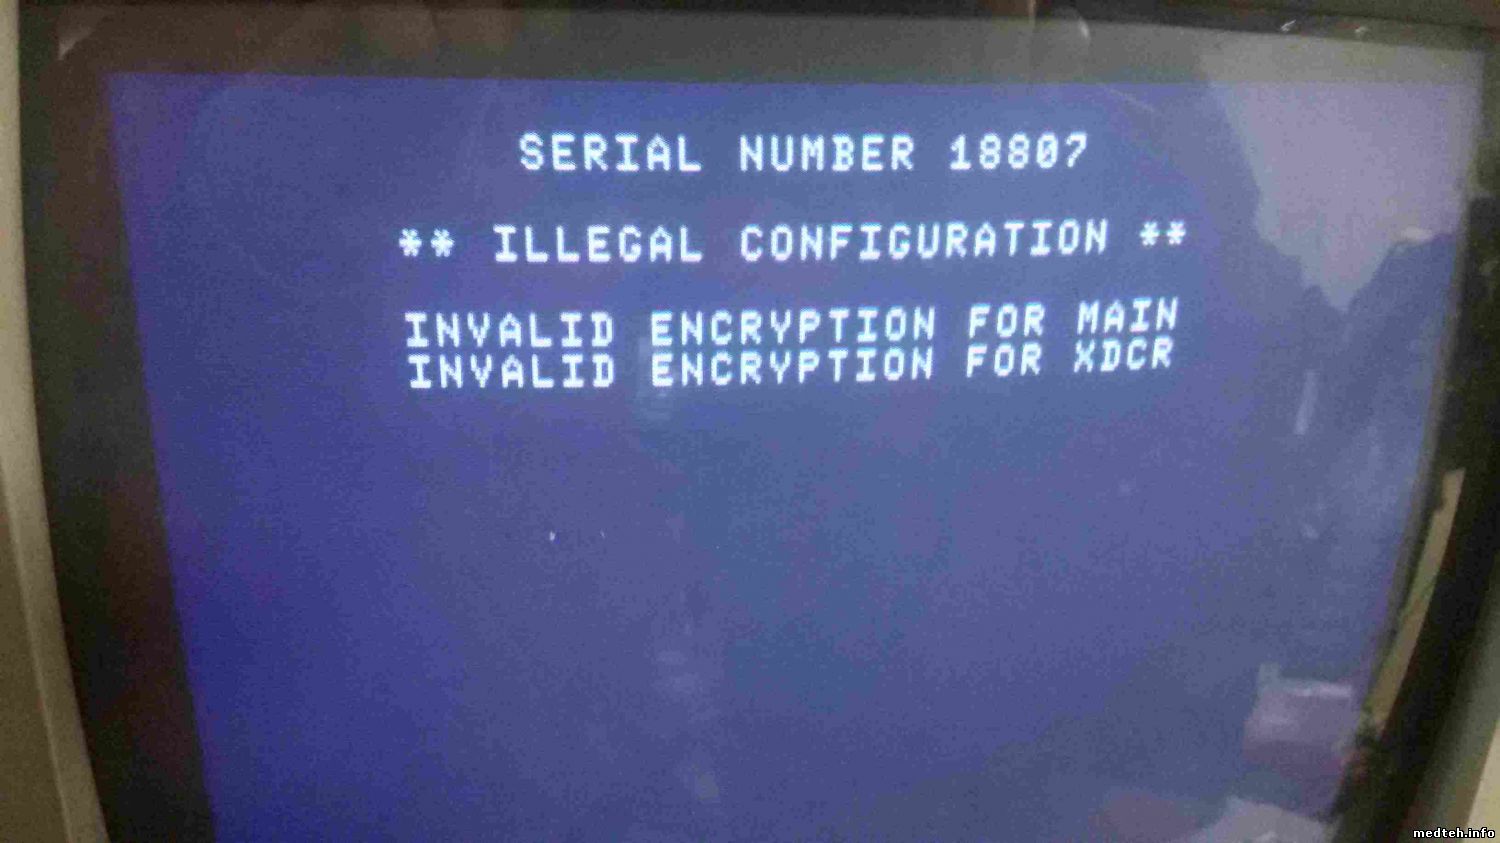 SERIAL NUMBER 18807
** ILLEGAL CONFIGURATION **
INVALID ENCRYPTION FOR MAIN
INVALID ENCRYPTION FOR XDCR
medteh.info